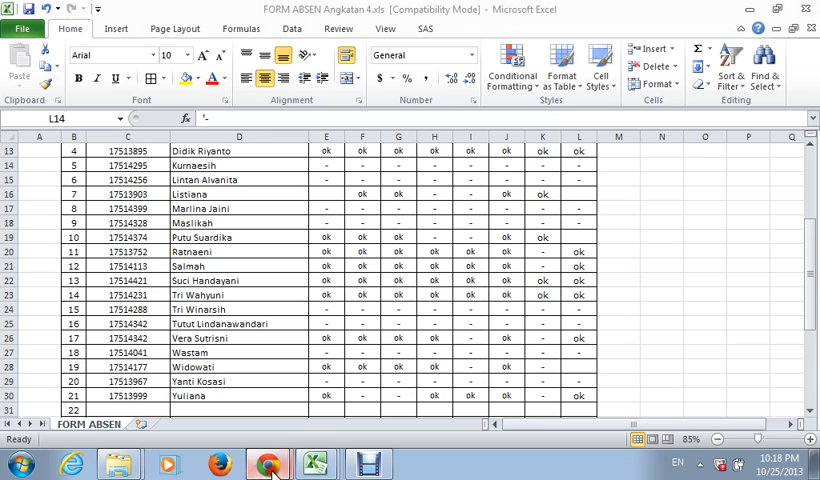 FORM ABSEN Angkatan 4.xls [Compatibility Mode] - Microsoft Excel
File Home Insert Page Layout Formulas Data Review View SAS
Paste
Clipboard
Arial 10
B I U
Font
Alignment
General
$ % ,
Number
Conditional Formatting
Format as Table
Cell Styles
Styles
Insert
Delete
Format
Cells
Sort & Filter
Find & Select
Editing
L14 fx '-
A B C D E F G H I J K L M N O P Q
13 4 17513895 Didik Riyanto ok ok ok ok ok ok ok ok
14 5 17514295 Kurnaesih - - - - - - - -
15 6 17514256 Lintan Alvanita - - - - - - - -
16 7 17513903 Listiana ok ok - - ok ok
17 8 17514399 Marlina Jaini - - - - - - - -
18 9 17514328 Maslikah - - - - - - - -
19 10 17514374 Putu Suardika ok ok ok - - ok ok
20 11 17513752 Ratnaeni ok ok ok ok ok ok - ok
21 12 17514113 Salmah ok ok ok ok ok ok - ok
22 13 17514421 Suci Handayani ok ok ok ok ok ok ok ok
23 14 17514231 Tri Wahyuni ok ok ok ok ok ok ok ok
24 15 17514288 Tri Winarsih - - - - - - - -
25 16 17514342 Tutut Lindanawandari - - - - - - - -
26 17 17514342 Vera Sutrisni ok ok ok ok - ok - ok
27 18 17514041 Wastam - - - - - - - -
28 19 17514177 Widowati ok ok ok ok - ok -
29 20 17513967 Yanti Kosasi - - - - - - - -
30 21 17513999 Yuliana ok - - ok ok ok - ok
31 22
FORM ABSEN
Ready 85%
EN 10:18 PM
10/25/2013